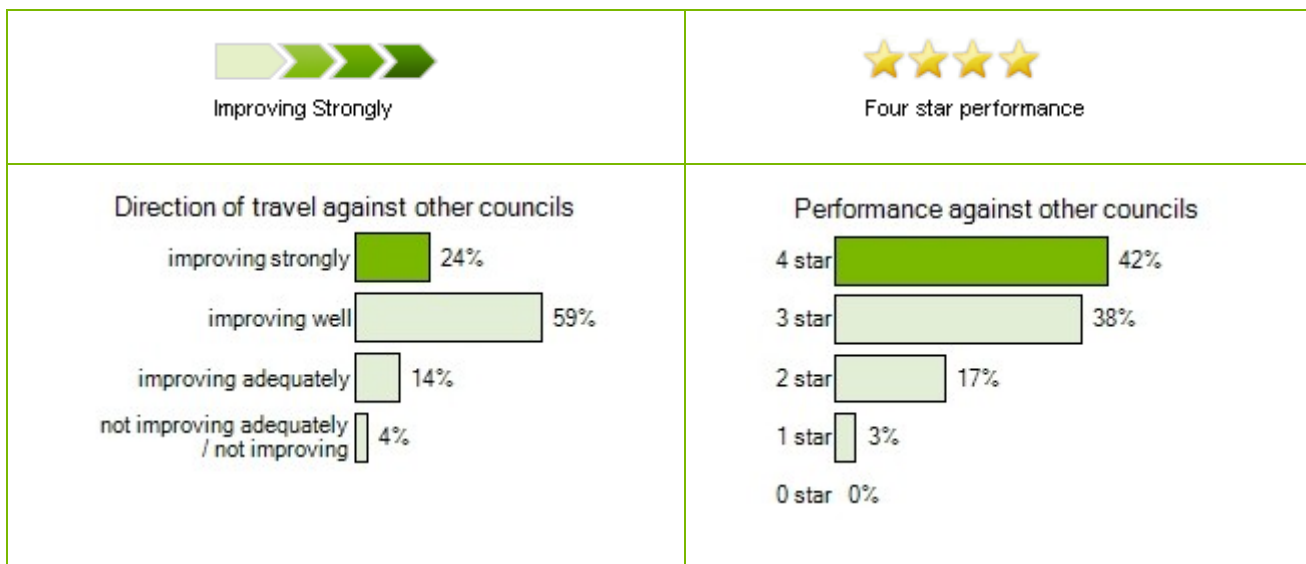 Improving Strongly
Four star performance
Direction of travel against other councils
improving strongly 24%
improving well 59%
improving adequately 14%
not improving adequately
/ not improving 4%
Performance against other councils
4 star 42%
3 star 38%
2 star 17%
1 star 3%
0 star 0%